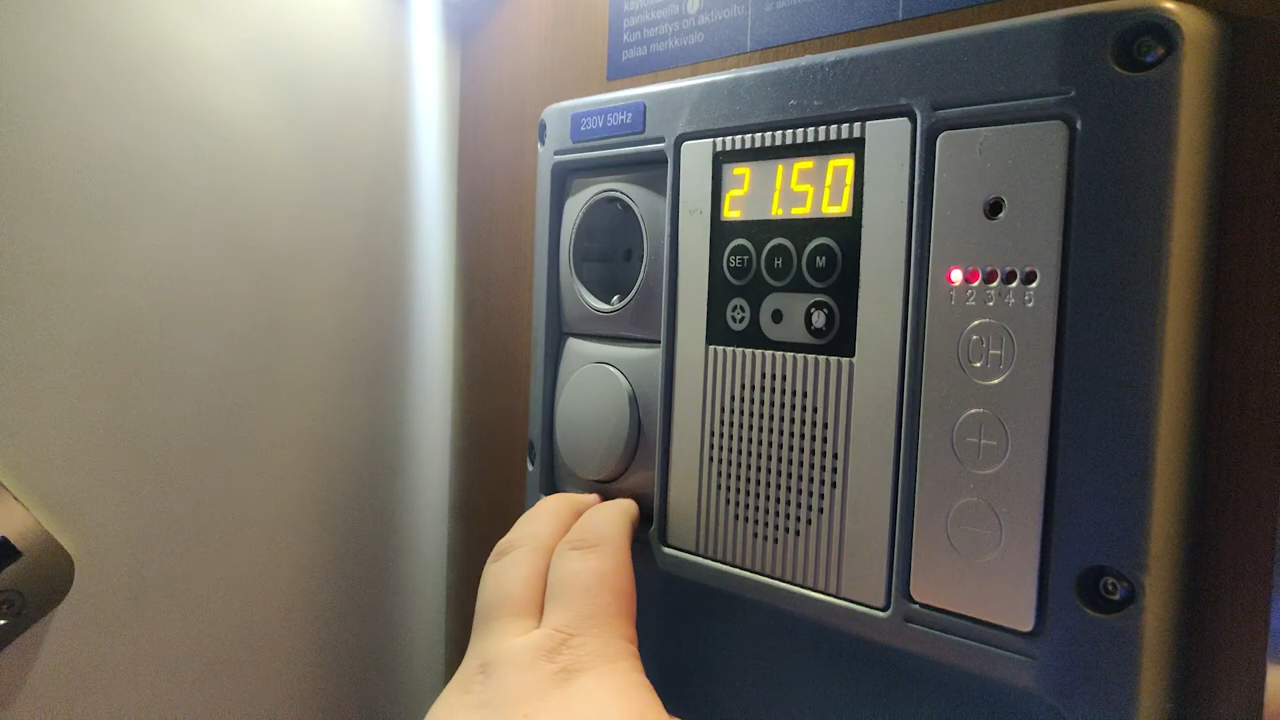 painikkeella
Kun herätys on aktivoitu,
palaa merkkivalo
230V 50Hz
21.50
SET H M
1 2 3 4 5
CH
+
-